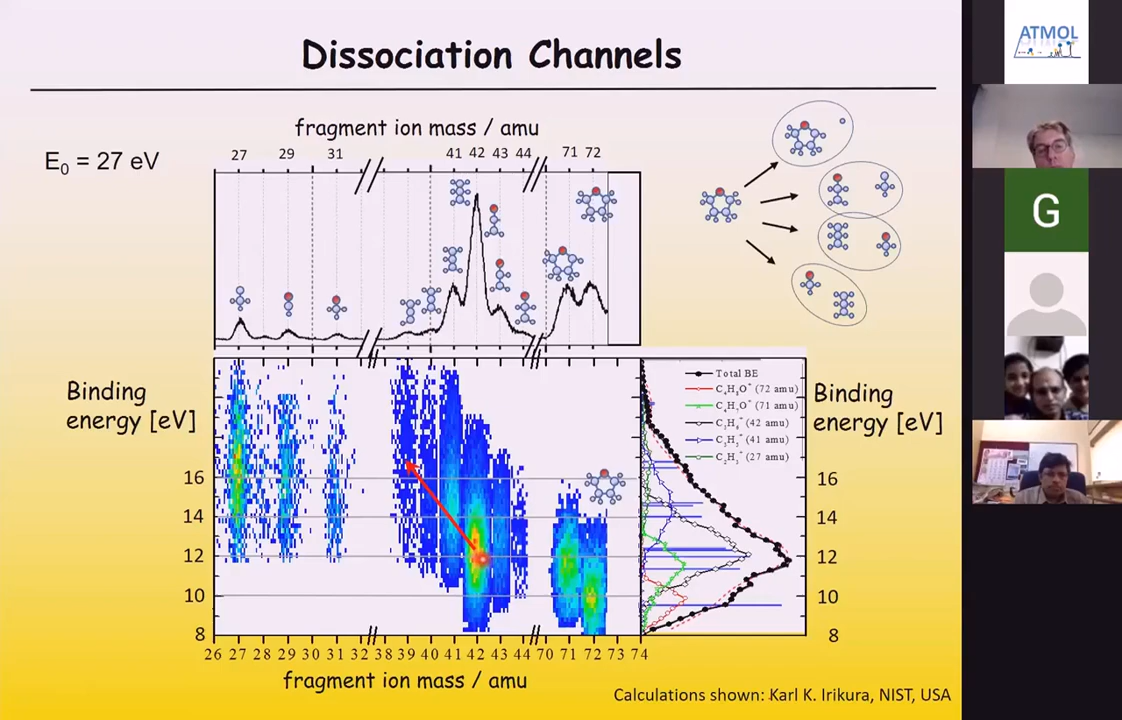 Dissociation Channels
ATMOL
fragment ion mass / amu
E₀ = 27 eV
27 29 31 41 42 43 44 71 72
G
Binding
energy [eV]
16
14
12
10
8
Total BE
C₄H₈O⁺ (72 amu)
C₄H₇O⁺ (71 amu)
C₃H₆⁺ (42 amu)
C₃H₅⁺ (41 amu)
C₂H₃⁺ (27 amu)
Binding
energy [eV]
16
14
12
10
8
26 27 28 29 30 31 32 38 39 40 41 42 43 44 70 71 72 73 74
fragment ion mass / amu
Calculations shown: Karl K. Irikura, NIST, USA